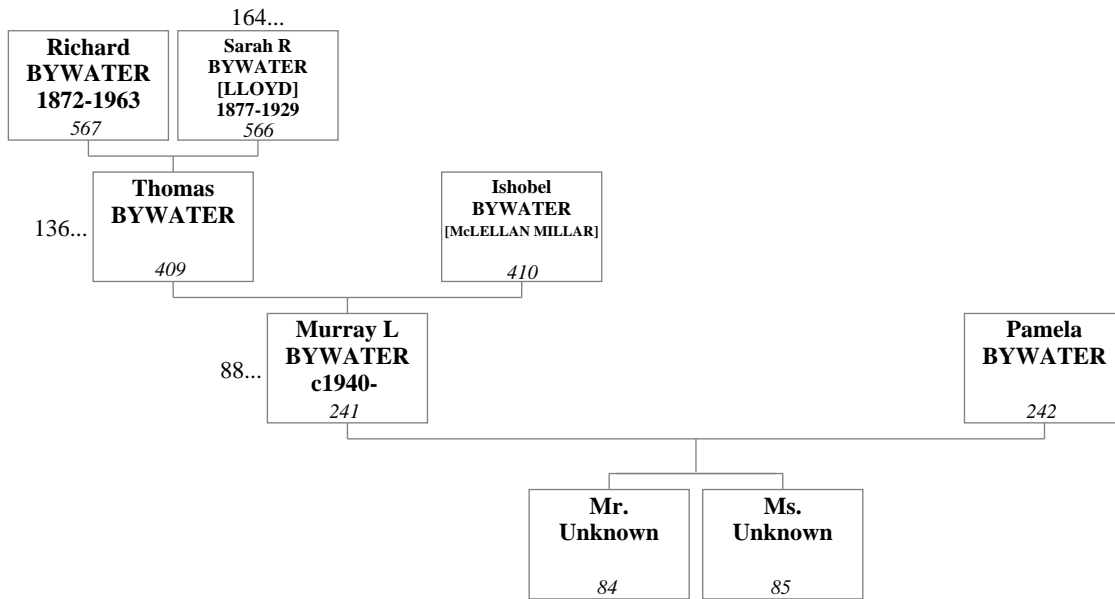 164...
Richard
BYWATER
1872-1963
567
Sarah R
BYWATER
[LLOYD]
1877-1929
566
136...
Thomas
BYWATER
409
Ishobel
BYWATER
[McLELLAN MILLAR]
410
88...
Murray L
BYWATER
c1940-
241
Pamela
BYWATER
242
Mr.
Unknown
84
Ms.
Unknown
85